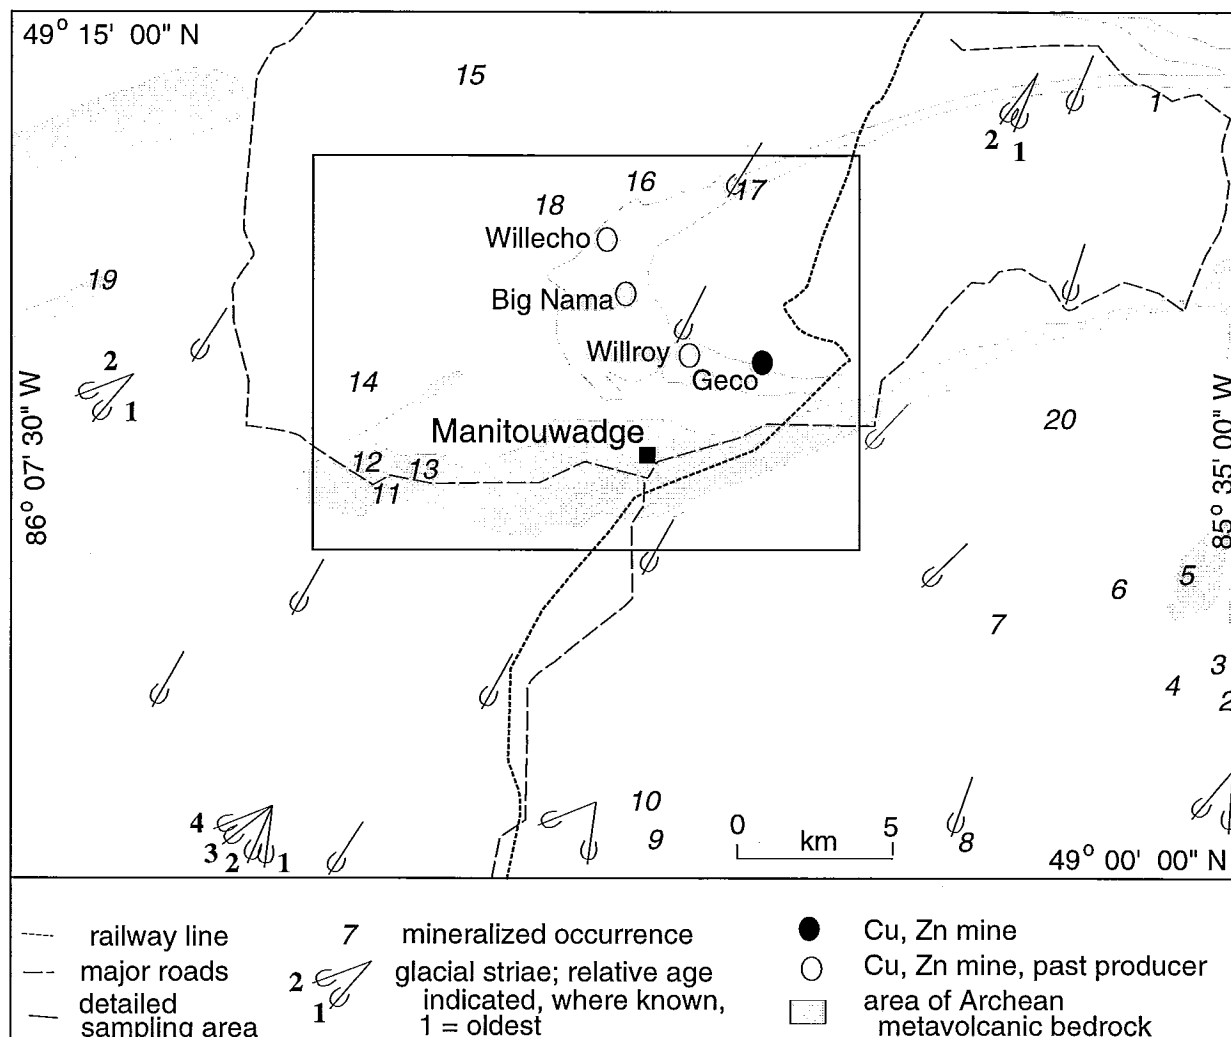 49° 15' 00" N
15
1
2
1
16
17
18
Willecho
19
Big Nama
Willroy
Geco
2
1
14
86° 07' 30" W
85° 35' 00" W
20
Manitouwadge
12
13
11
6
5
7
3
4
2
10
9
0
5
km
8
4
3
2
1
49° 00' 00" N
railway line
major roads
detailed
sampling area
7
mineralized occurrence
2
1
glacial striae; relative age
indicated, where known,
1 = oldest
Cu, Zn mine
Cu, Zn mine, past producer
area of Archean
metavolcanic bedrock